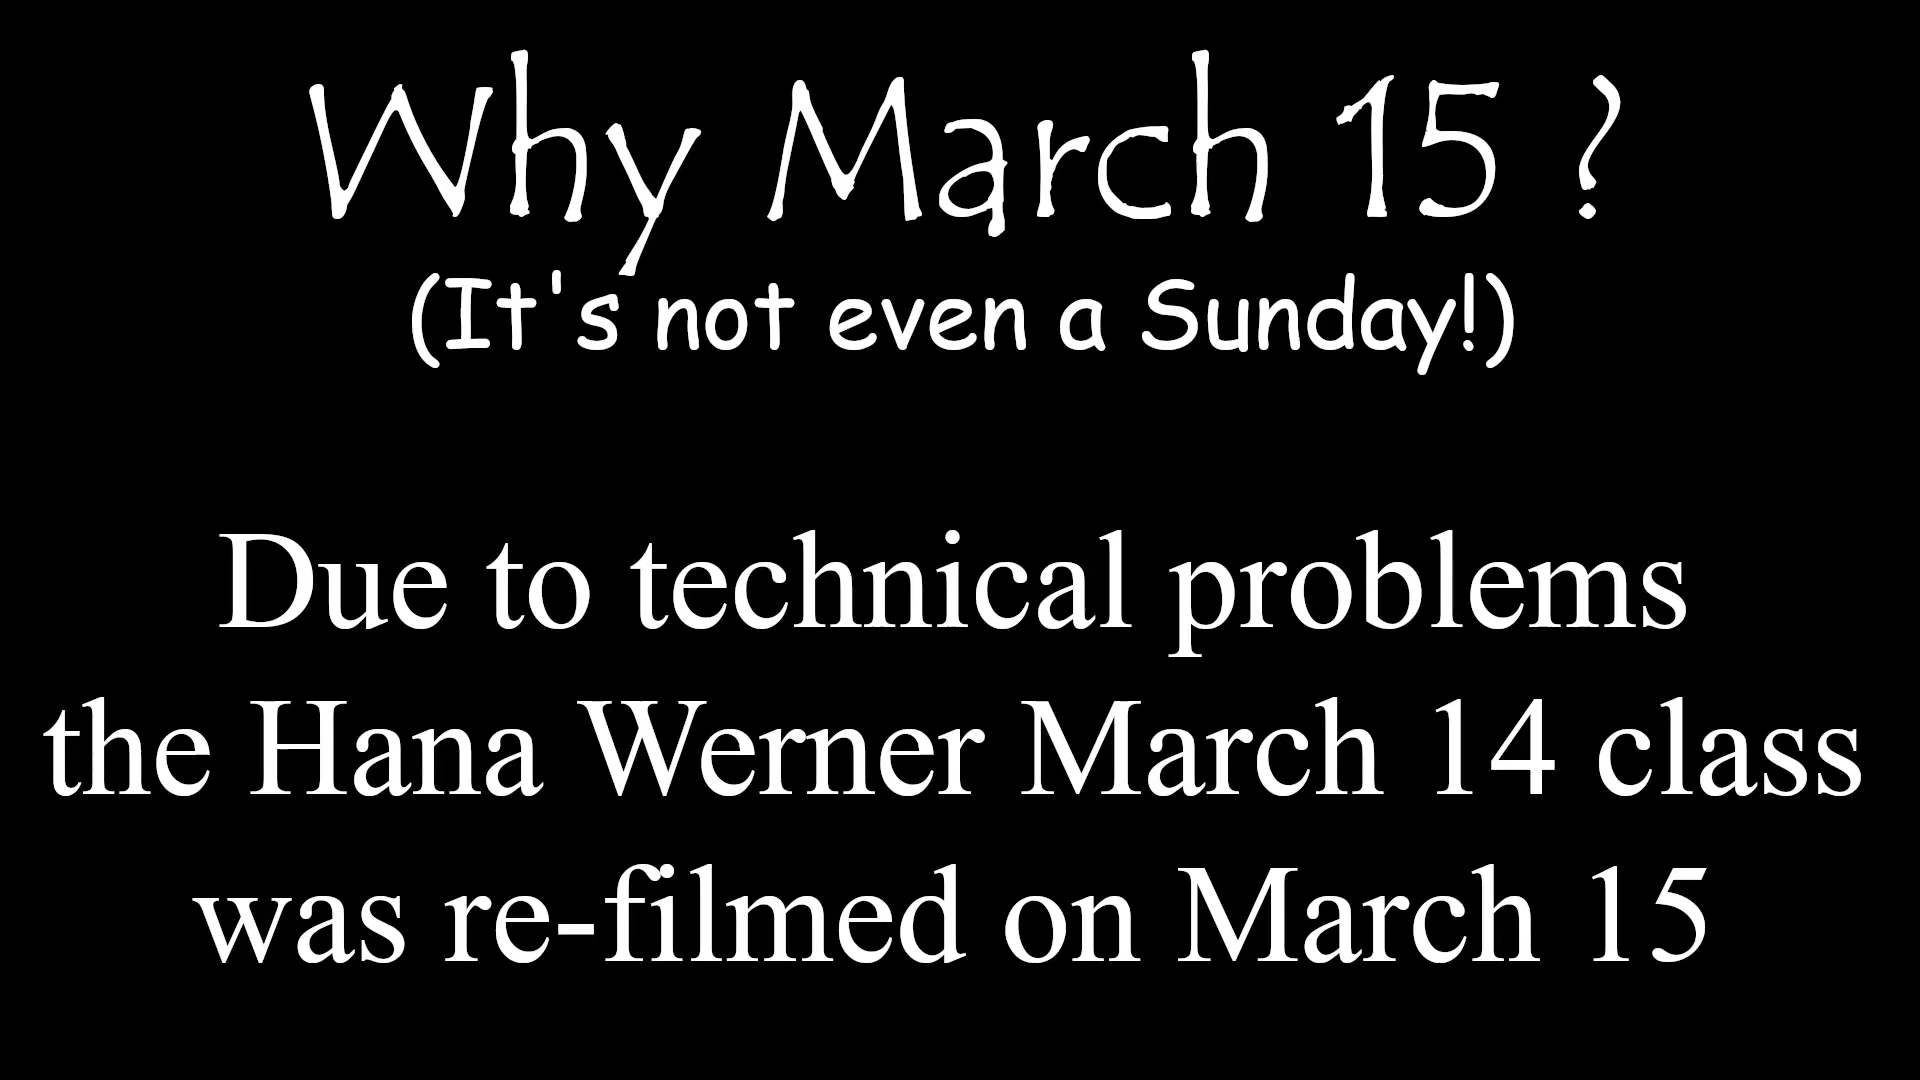 Why March 15 ?
(It's not even a Sunday!)
Due to technical problems
the Hana Werner March 14 class
was re-filmed on March 15